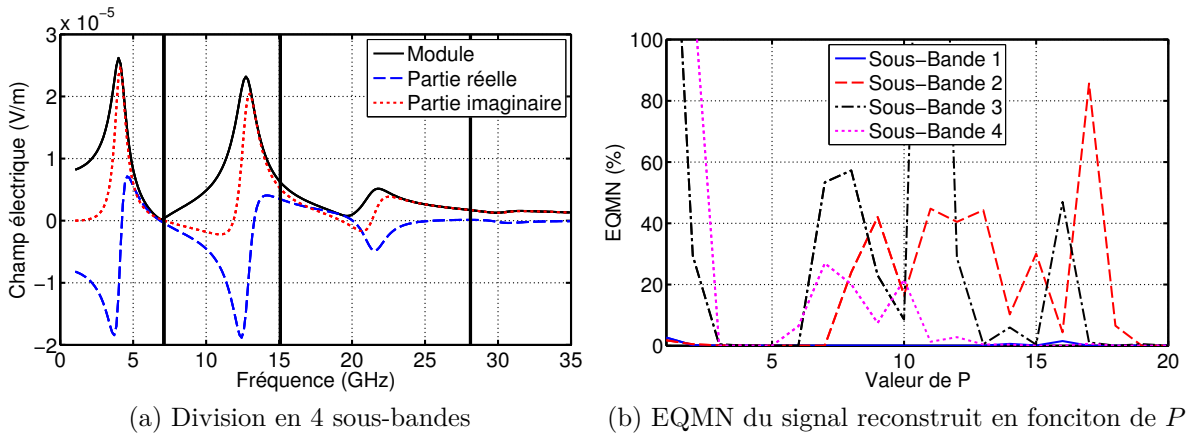 x 10⁻⁵
3
2
1
0
−1
−2
0
5
10
15
20
25
30
35
Champ électrique (V/m)
Fréquence (GHz)
Module
Partie réelle
Partie imaginaire
(a) Division en 4 sous-bandes
100
80
60
40
20
0
0
5
10
15
20
EQMN (%)
Valeur de P
Sous−Bande 1
Sous−Bande 2
Sous−Bande 3
Sous−Bande 4
(b) EQMN du signal reconstruit en fonciton de P